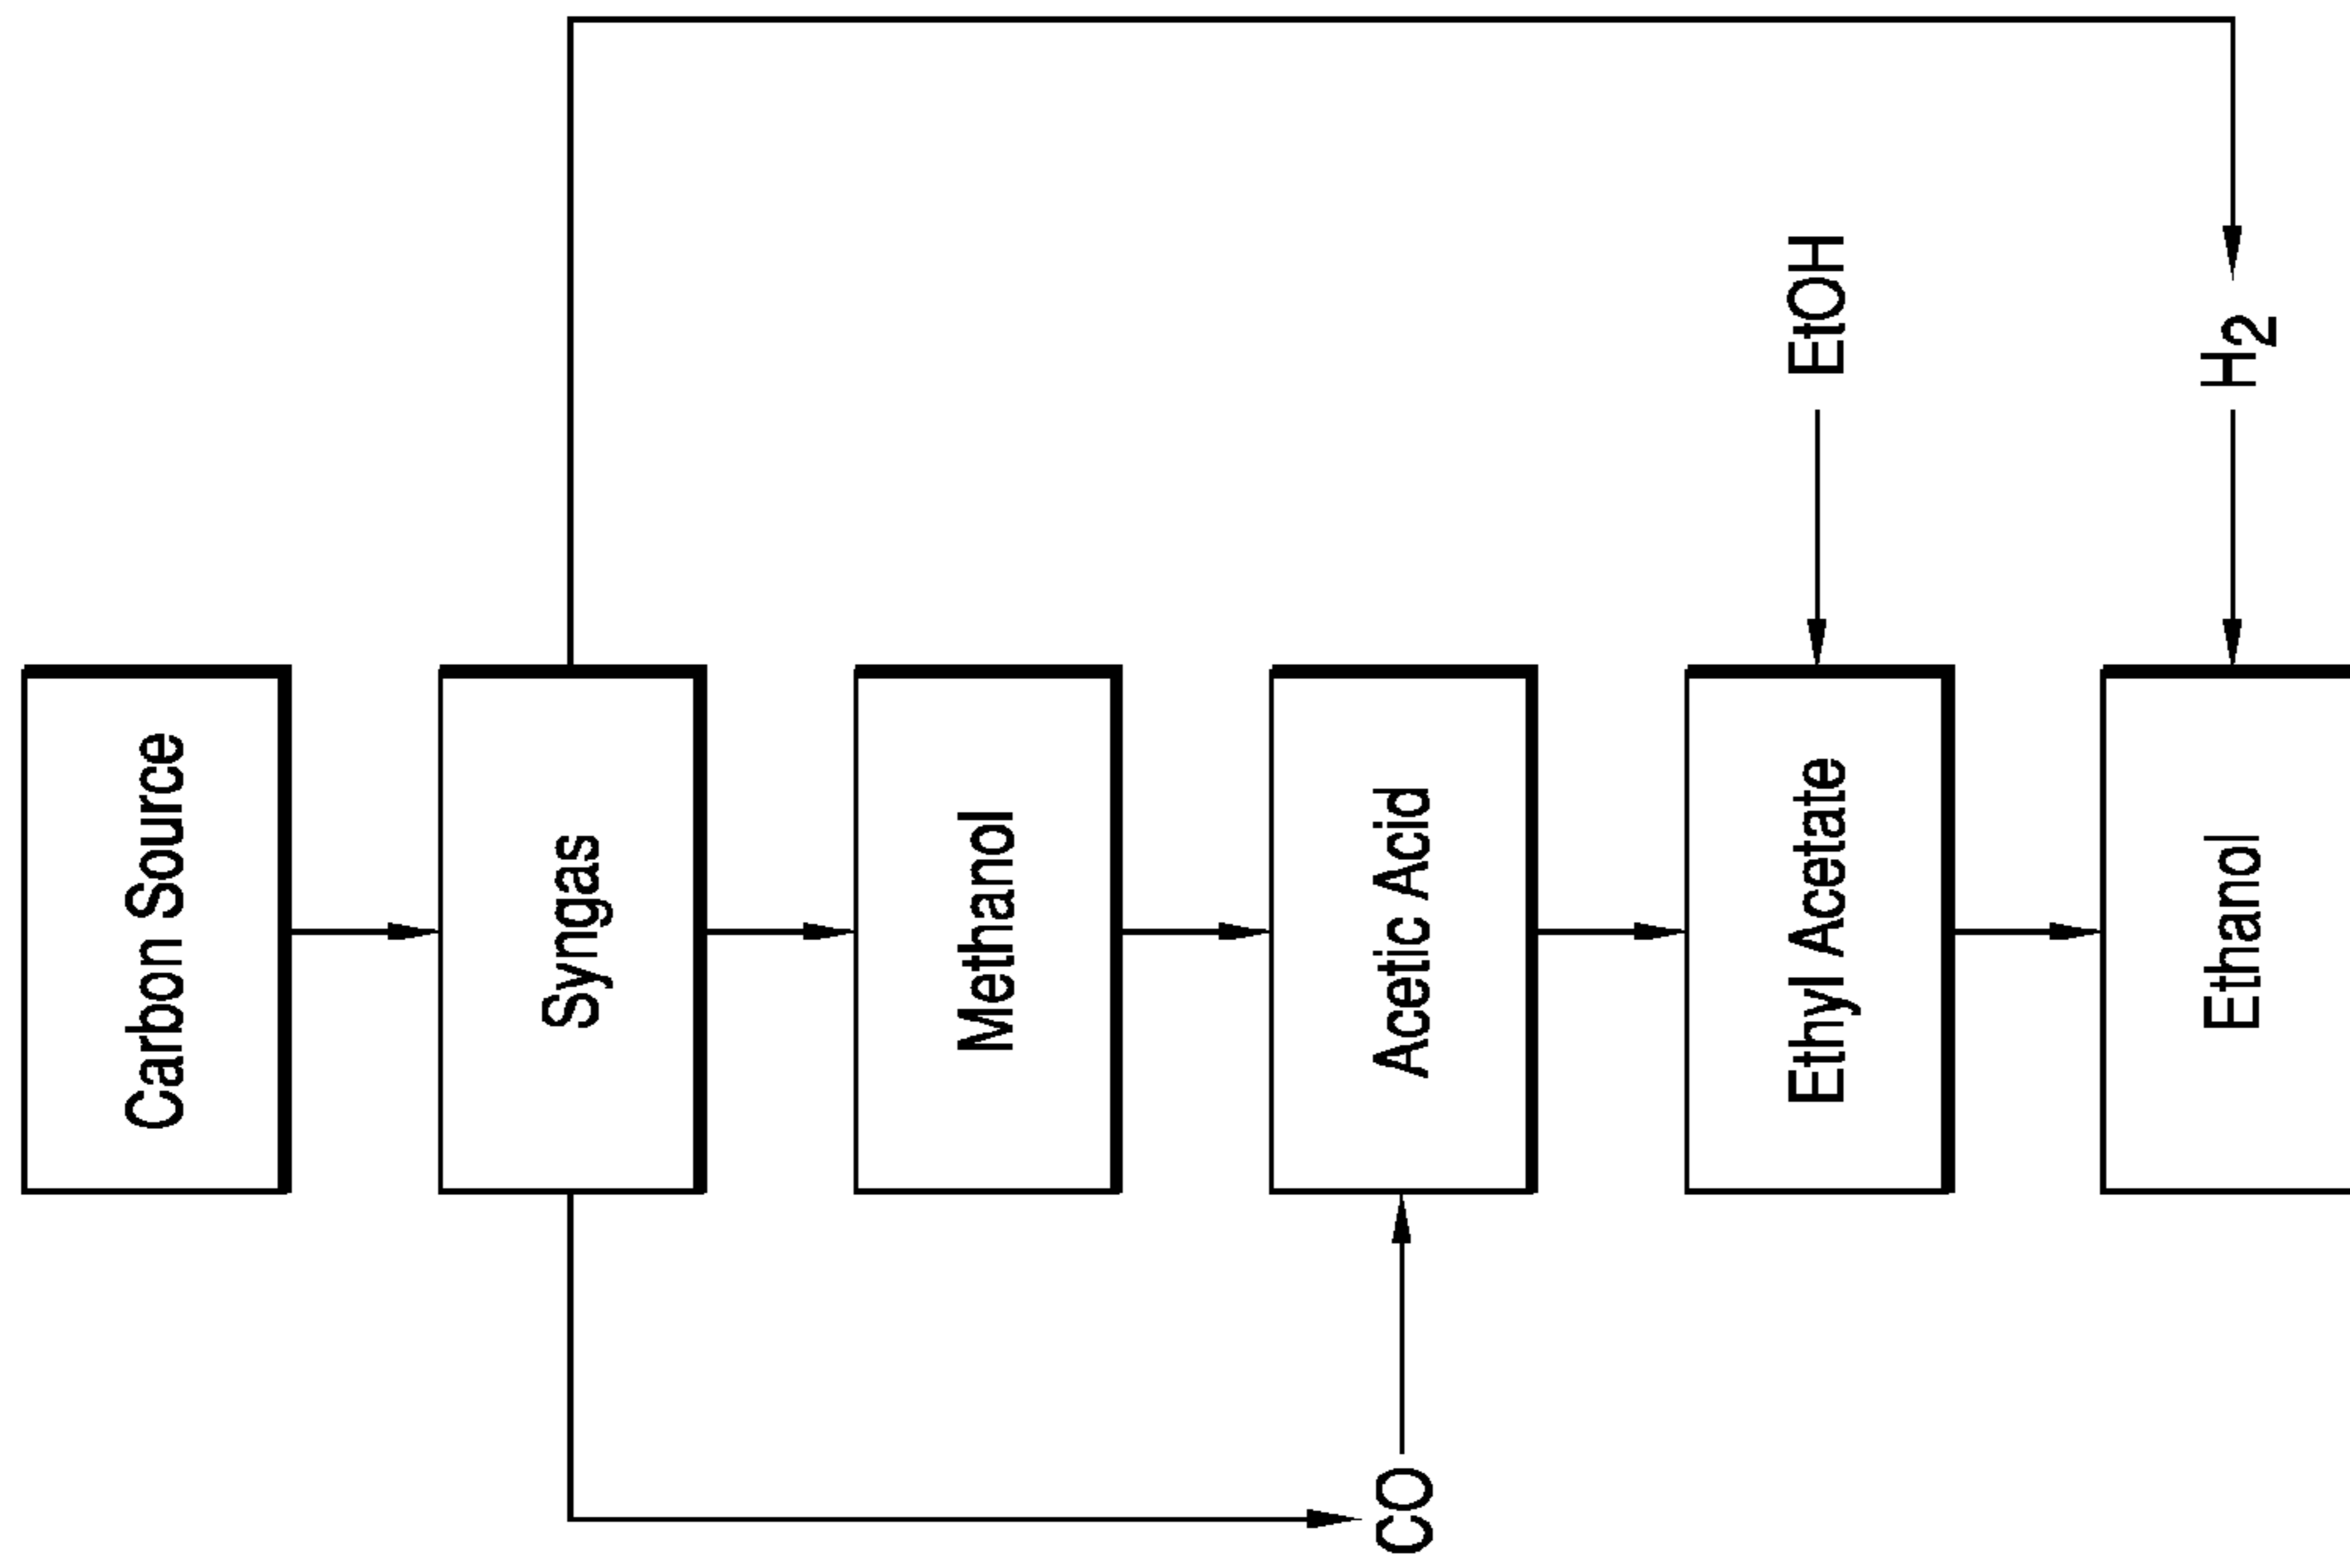 Carbon Source
Syngas
Methanol
CO
Acetic Acid
EtOH
Ethyl Acetate
H2
Ethanol